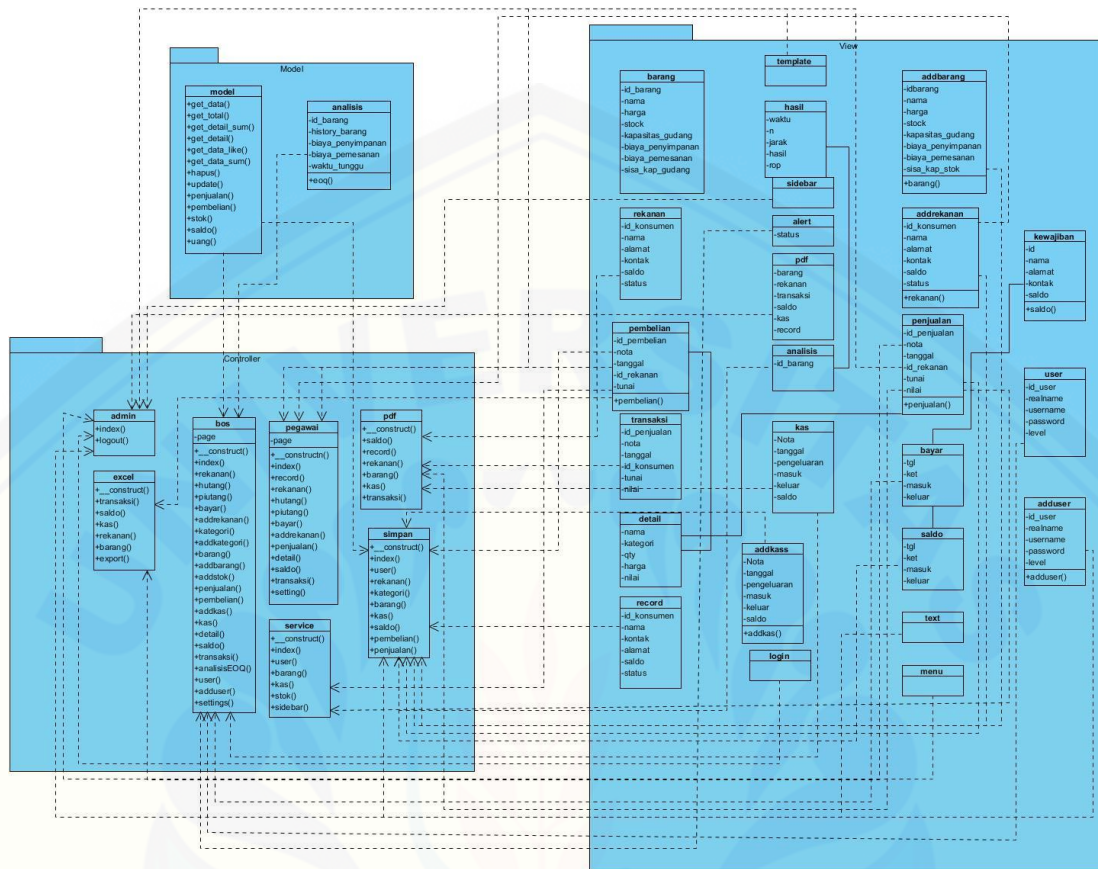 Model
model
+get_data()
+get_total()
+get_detail_sum()
+get_detail()
+get_data_like()
+get_data_sum()
+hapus()
+update()
+penjualan()
+pembelian()
+stok()
+saldo()
+uang()
analisis
-id_barang
-history_barang
-biaya_penyimpanan
-biaya_pemesanan
-waktu_tunggu
+eoq()
Controller
admin
+index()
+logout()
excel
+__construct()
+transaksi()
+saldo()
+kas()
+rekanan()
+barang()
+export()
bos
-page
+__construct()
+index()
+rekanan()
+hutang()
+piutang()
+bayar()
+addrekanan()
+kategori()
+addkategori()
+barang()
+addbarang()
+addstok()
+penjualan()
+pembelian()
+addkas()
+kas()
+detail()
+saldo()
+transaksi()
+analisisEOQ()
+user()
+adduser()
+settings()
pegawai
-page
+__constructn()
+index()
+record()
+rekanan()
+hutang()
+piutang()
+bayar()
+addrekanan()
+penjualan()
+detail()
+saldo()
+transaksi()
+setting()
service
+__construct()
+index()
+user()
+barang()
+kas()
+stok()
+sidebar()
pdf
+__construct()
+saldo()
+record()
+rekanan()
+barang()
+kas()
+transaksi()
simpan
+__construct()
+index()
+user()
+rekanan()
+kategori()
+barang()
+kas()
+saldo()
+pembelian()
+penjualan()
View
barang
-id_barang
-nama
-harga
-stock
-kapasitas_gudang
-biaya_penyimpanan
-biaya_pemesanan
-sisa_kap_gudang
rekanan
-id_konsumen
-nama
-alamat
-kontak
-saldo
-status
pembelian
-id_pembelian
-nota
-tanggal
-id_rekanan
-tunai
+pembelian()
transaksi
-id_penjualan
-nota
-tanggal
-id_konsumen
-tunai
-nilai
detail
-nama
-kategori
-qty
-harga
-nilai
record
-id_konsumen
-nama
-kontak
-alamat
-saldo
-status
template
hasil
-waktu
-n
-jarak
-hasil
-rop
sidebar
alert
-status
pdf
-barang
-rekanan
-transaksi
-saldo
-kas
-record
analisis
-id_barang
kas
-Nota
-tanggal
-pengeluaran
-masuk
-keluar
-saldo
addkass
-Nota
-tanggal
-pengeluaran
-masuk
-keluar
-saldo
+addkas()
login
addbarang
-idbarang
-nama
-harga
-stock
-kapasitas_gudang
-biaya_penyimpanan
-biaya_pemesanan
-sisa_kap_stok
+barang()
addrekanan
-id_konsumen
-nama
-alamat
-kontak
-saldo
-status
+rekanan()
penjualan
-id_penjualan
-nota
-tanggal
-id_rekanan
-tunai
-nilai
+penjualan()
bayar
-tgl
-ket
-masuk
-keluar
saldo
-tgl
-ket
-masuk
-keluar
text
menu
kewajiban
-id
-nama
-alamat
-kontak
-saldo
+saldo()
user
-id_user
-realname
-username
-password
-level
adduser
-id_user
-realname
-username
-password
-level
+adduser()